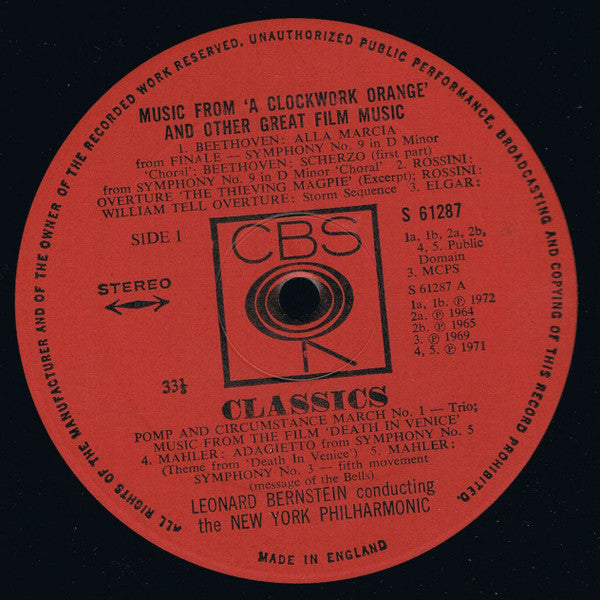 ALL RIGHTS OF THE MANUFACTURER AND OF THE OWNER OF THE RECORDED WORK RESERVED. UNAUTHORIZED PUBLIC PERFORMANCE, BROADCASTING AND COPYING OF THIS RECORD PROHIBITED.
MUSIC FROM 'A CLOCKWORK ORANGE'
AND OTHER GREAT FILM MUSIC
1. BEETHOVEN: ALLA MARCIA
from FINALE — SYMPHONY No. 9 in D Minor
'Choral'; BEETHOVEN: SCHERZO (first part)
from SYMPHONY No. 9 in D Minor 'Choral' 2. ROSSINI:
OVERTURE 'THE THIEVING MAGPIE' (Excerpt); ROSSINI:
WILLIAM TELL OVERTURE: Storm Sequence 3. ELGAR:
SIDE 1
STEREO
33⅓
CBS
S 61287
1a, 1b, 2a, 2b,
4, 5. Public
Domain
3. MCPS
S 61287 A
1a, 1b. ℗ 1972
2a. ℗ 1964
2b. ℗ 1965
3. ℗ 1969
4, 5. ℗ 1971
CLASSICS
POMP AND CIRCUMSTANCE MARCH No. 1 — Trio;
MUSIC FROM THE FILM 'DEATH IN VENICE'
4. MAHLER: ADAGIETTO from SYMPHONY No. 5
(Theme from 'Death In Venice') 5. MAHLER:
SYMPHONY No. 3 — fifth movement
(message of the Bells)
LEONARD BERNSTEIN conducting
the NEW YORK PHILHARMONIC
MADE IN ENGLAND